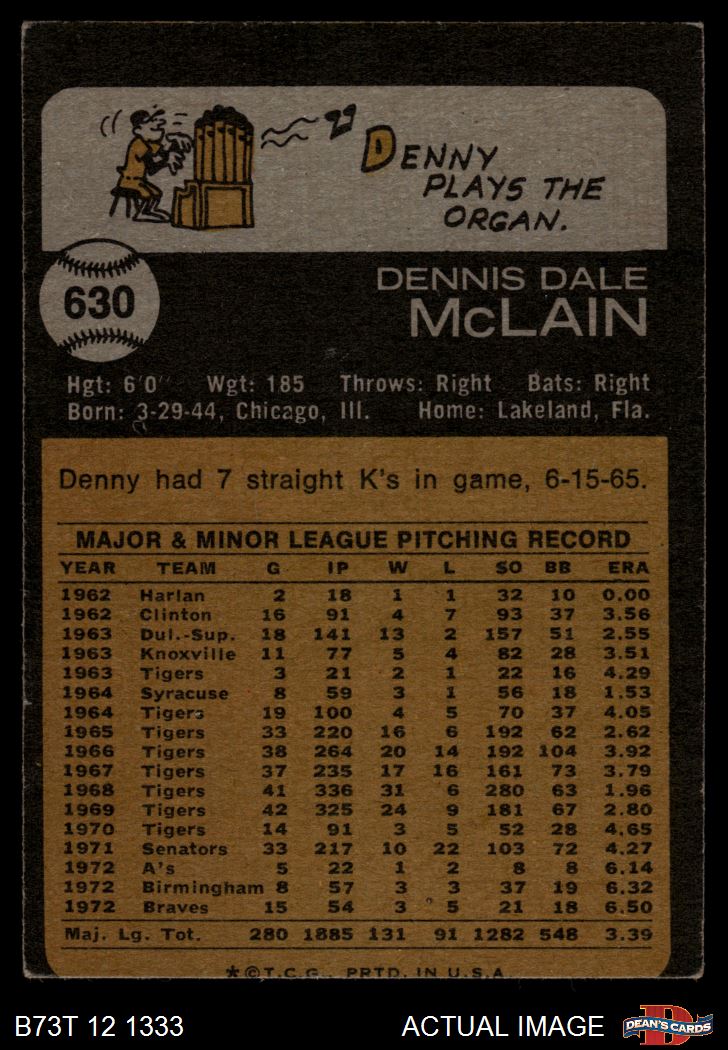 DENNY
PLAYS THE
ORGAN.
630
DENNIS DALE
McLAIN
Hgt: 6'0" Wgt: 185 Throws: Right Bats: Right
Born: 3-29-44, Chicago, Ill. Home: Lakeland, Fla.
Denny had 7 straight K's in game, 6-15-65.
MAJOR & MINOR LEAGUE PITCHING RECORD
YEAR TEAM G IP W L SO BB ERA
1962 Harlan 2 18 1 1 32 10 0.00
1962 Clinton 16 91 4 7 93 37 3.56
1963 Dul.-Sup. 18 141 13 2 157 51 2.55
1963 Knoxville 11 77 5 4 82 28 3.51
1963 Tigers 3 21 2 1 22 16 4.29
1964 Syracuse 8 59 3 1 56 18 1.53
1964 Tigers 19 100 4 5 70 37 4.05
1965 Tigers 33 220 16 6 192 62 2.62
1966 Tigers 38 264 20 14 192 104 3.92
1967 Tigers 37 235 17 16 161 73 3.79
1968 Tigers 41 336 31 6 280 63 1.96
1969 Tigers 42 325 24 9 181 67 2.80
1970 Tigers 14 91 3 5 52 28 4.65
1971 Senators 33 217 10 22 103 72 4.27
1972 A's 5 22 1 2 8 8 6.14
1972 Birmingham 8 57 3 3 37 19 6.32
1972 Braves 15 54 3 5 21 18 6.50
Maj. Lg. Tot. 280 1885 131 91 1282 548 3.39
*©T.C.G., PRTD. IN U.S.A.
B73T 12 1333 ACTUAL IMAGE D DEAN'S CARDS